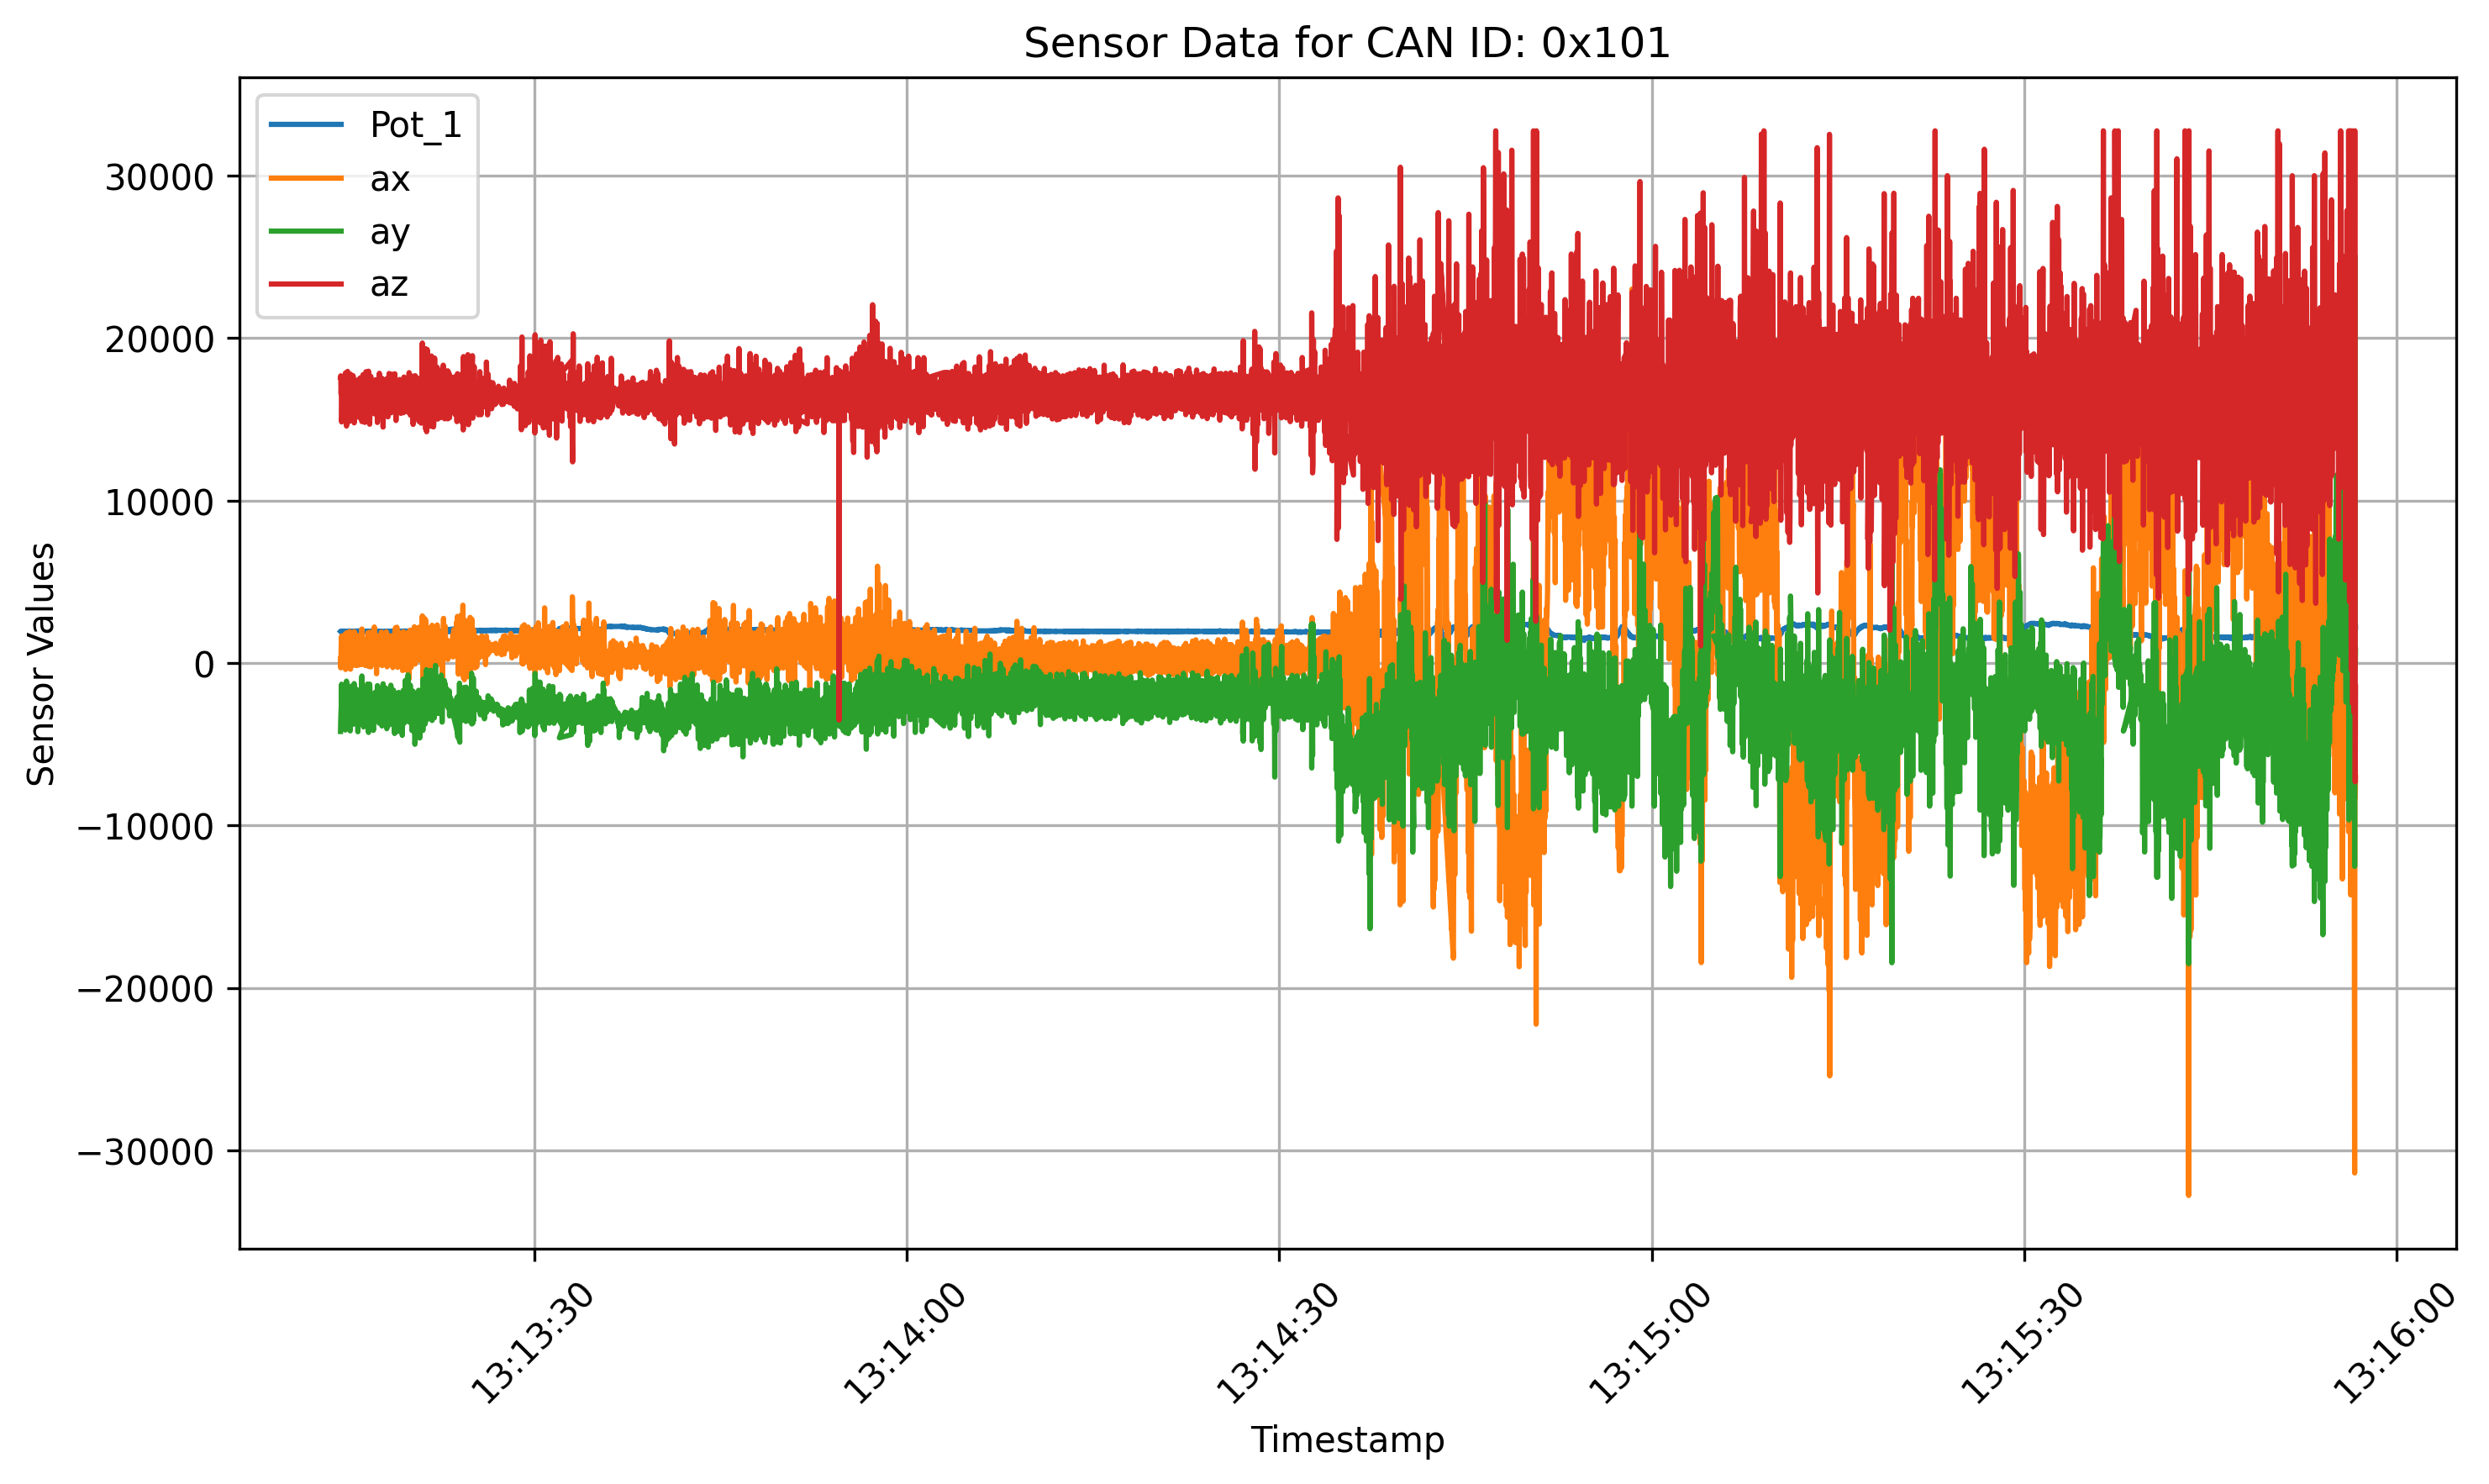 Sensor Data for CAN ID: 0x101
Pot_1
ax
ay
az
Sensor Values
30000
20000
10000
0
−10000
−20000
−30000
13:13:30
13:14:00
13:14:30
13:15:00
13:15:30
13:16:00
Timestamp